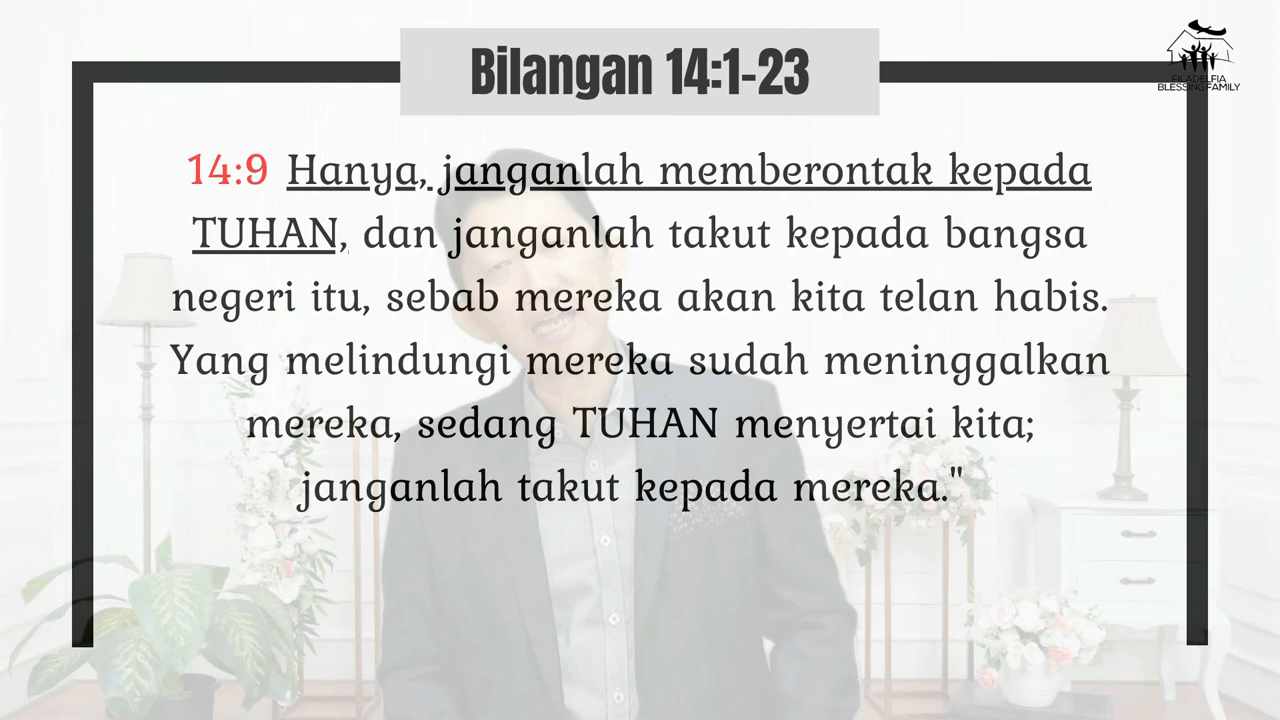 Bilangan 14:1-23
FILADELFIA
BLESSING FAMILY
14:9 Hanya, janganlah memberontak kepada
TUHAN, dan janganlah takut kepada bangsa
negeri itu, sebab mereka akan kita telan habis.
Yang melindungi mereka sudah meninggalkan
mereka, sedang TUHAN menyertai kita;
janganlah takut kepada mereka."